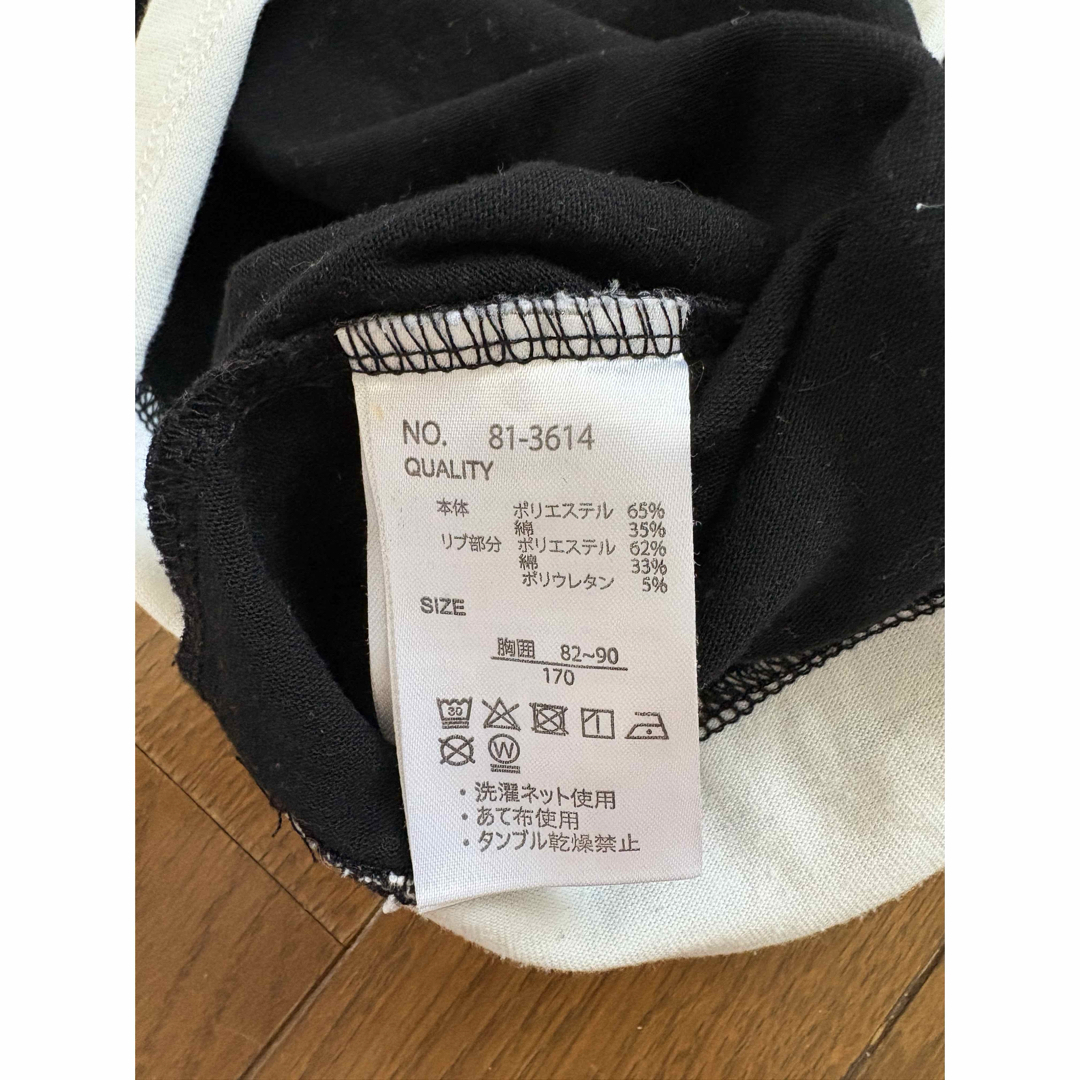 NO. 81-3614
QUALITY
本体 ポリエステル 65%
綿 35%
リブ部分 ポリエステル 62%
綿 33%
ポリウレタン 5%
SIZE
胸囲 82~90
170
30
W
・洗濯ネット使用
・あて布使用
・タンブル乾燥禁止